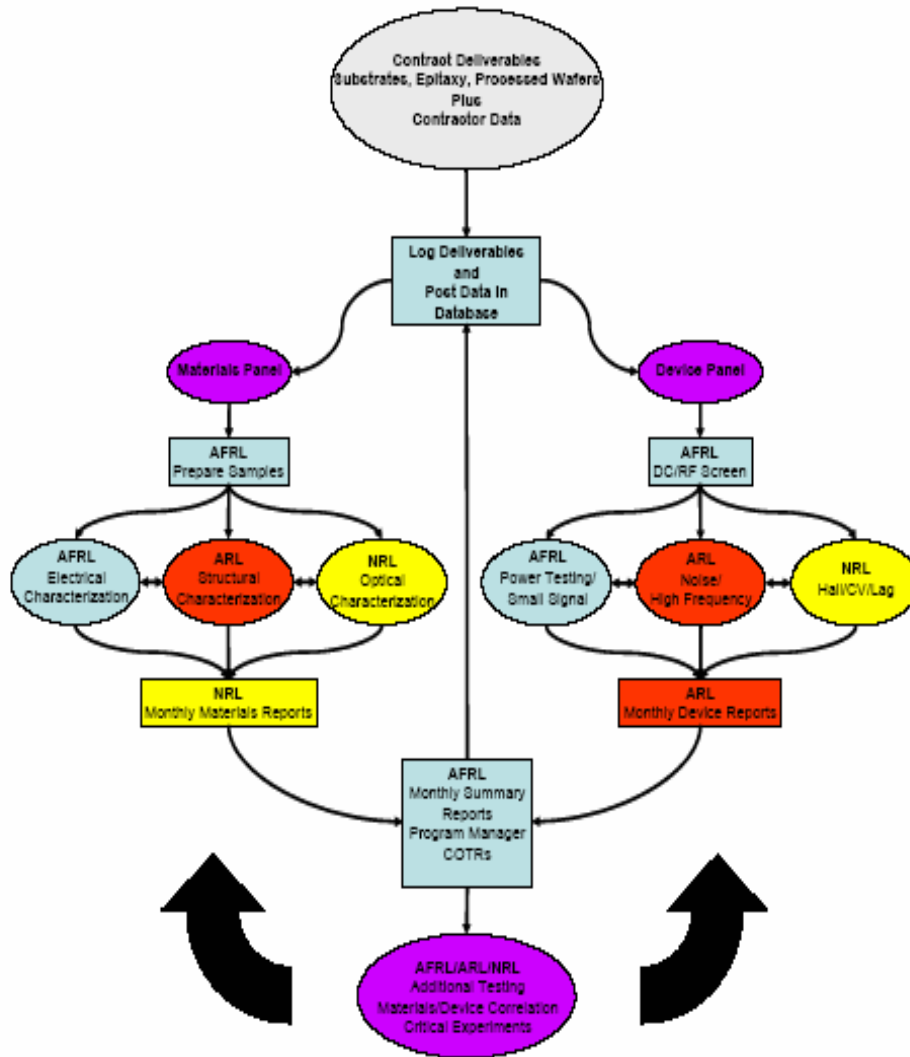 Contract Deliverables
Substrates, Epitaxy, Processed Wafers
Plus
Contractor Data
Log Deliverables
and
Post Data In
Database
Materials Panel
Device Panel
AFRL
Prepare Samples
AFRL
DC/RF Screen
AFRL
Electrical
Characterization
ARL
Structural
Characterization
NRL
Optical
Characterization
AFRL
Power Testing/
Small Signal
ARL
Noise/
High Frequency
NRL
Hall/CV/Lag
NRL
Monthly Materials Reports
ARL
Monthly Device Reports
AFRL
Monthly Summary
Reports
Program Manager
COTRs
AFRL/ARL/NRL
Additional Testing
Materials/Device Correlation
Critical Experiments